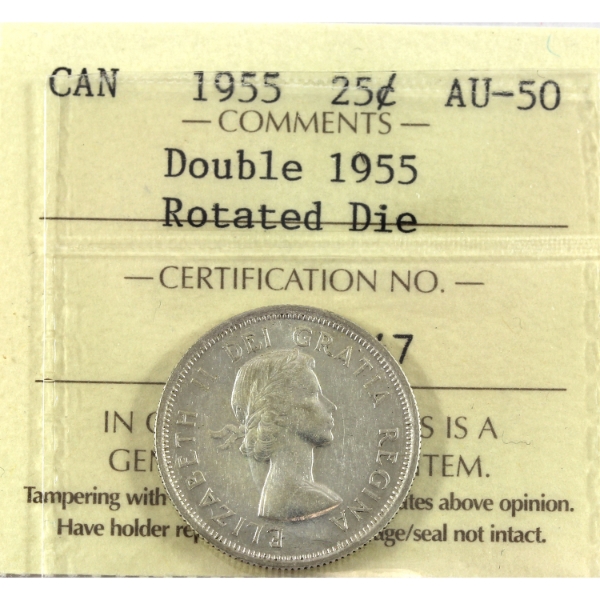 CAN 1955 25¢ AU-50
— COMMENTS —
Double 1955
Rotated Die
— CERTIFICATION NO. —
7
IN S IS A
GEN TEM.
Tampering with tes above opinion.
Have holder re ge/seal not intact.
ELIZABETH II DEI GRATIA REGINA